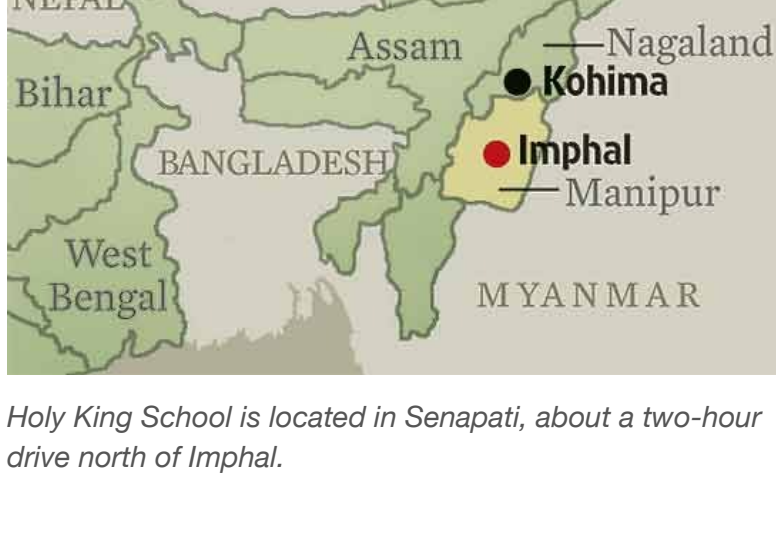 NEPAL
Assam
Nagaland
Kohima
Bihar
Imphal
BANGLADESH
Manipur
West
Bengal
MYANMAR
Holy King School is located in Senapati, about a two-hour
drive north of Imphal.